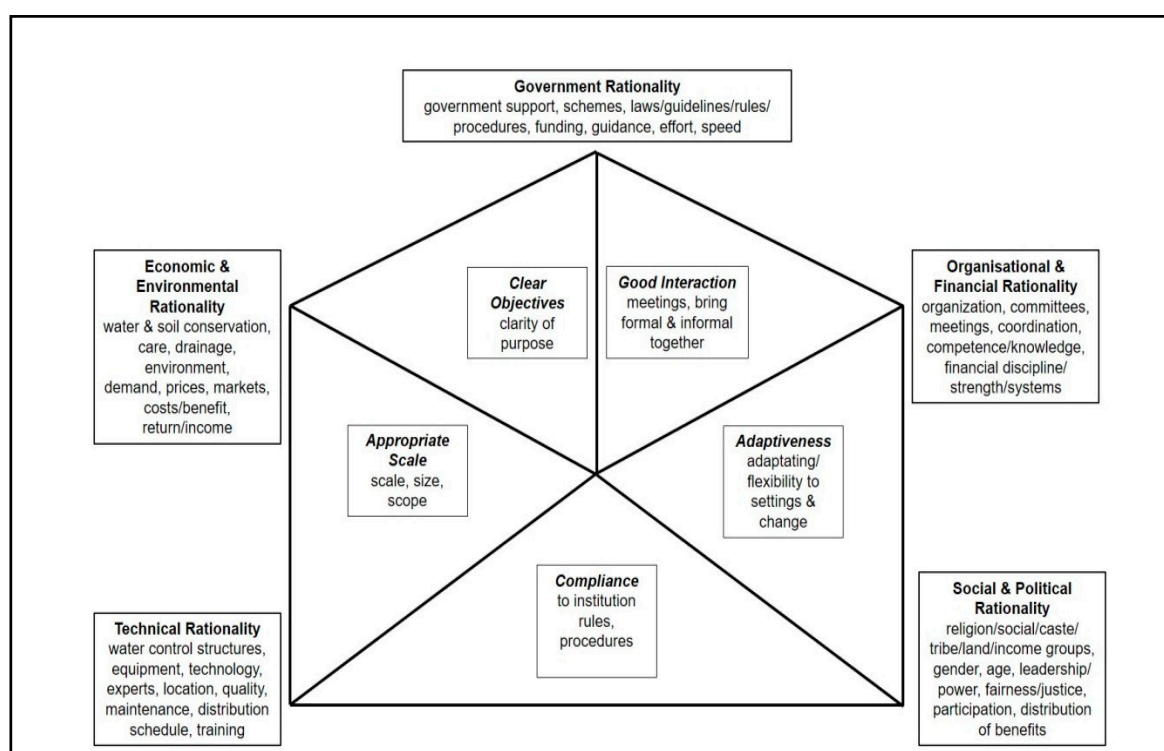 Government Rationality
government support, schemes, laws/guidelines/rules/
procedures, funding, guidance, effort, speed
Economic &
Environmental
Rationality
water & soil conservation,
care, drainage,
environment,
demand, prices, markets,
costs/benefit,
return/income
Clear
Objectives
clarity of
purpose
Good Interaction
meetings, bring
formal & informal
together
Organisational &
Financial Rationality
organization, committees,
meetings, coordination,
competence/knowledge,
financial discipline/
strength/systems
Appropriate
Scale
scale, size,
scope
Adaptiveness
adaptating/
flexibility to
settings &
change
Compliance
to institution
rules,
procedures
Technical Rationality
water control structures,
equipment, technology,
experts, location, quality,
maintenance, distribution
schedule, training
Social & Political
Rationality
religion/social/caste/
tribe/land/income groups,
gender, age, leadership/
power, fairness/justice,
participation, distribution
of benefits